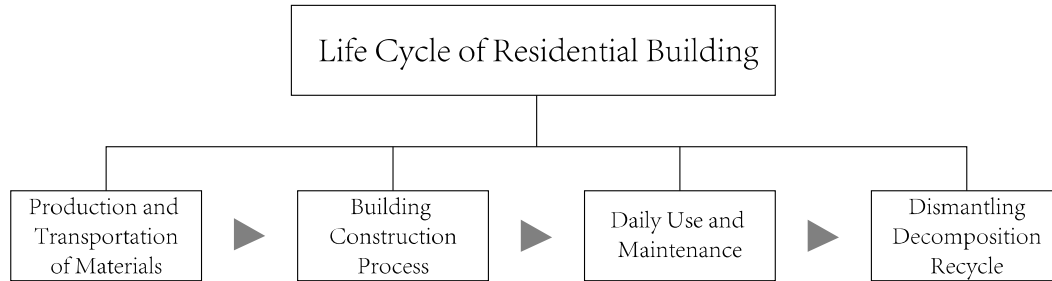 Life Cycle of Residential Building
Production and
Transportation
of Materials
Building
Construction
Process
Daily Use and
Maintenance
Dismantling
Decomposition
Recycle